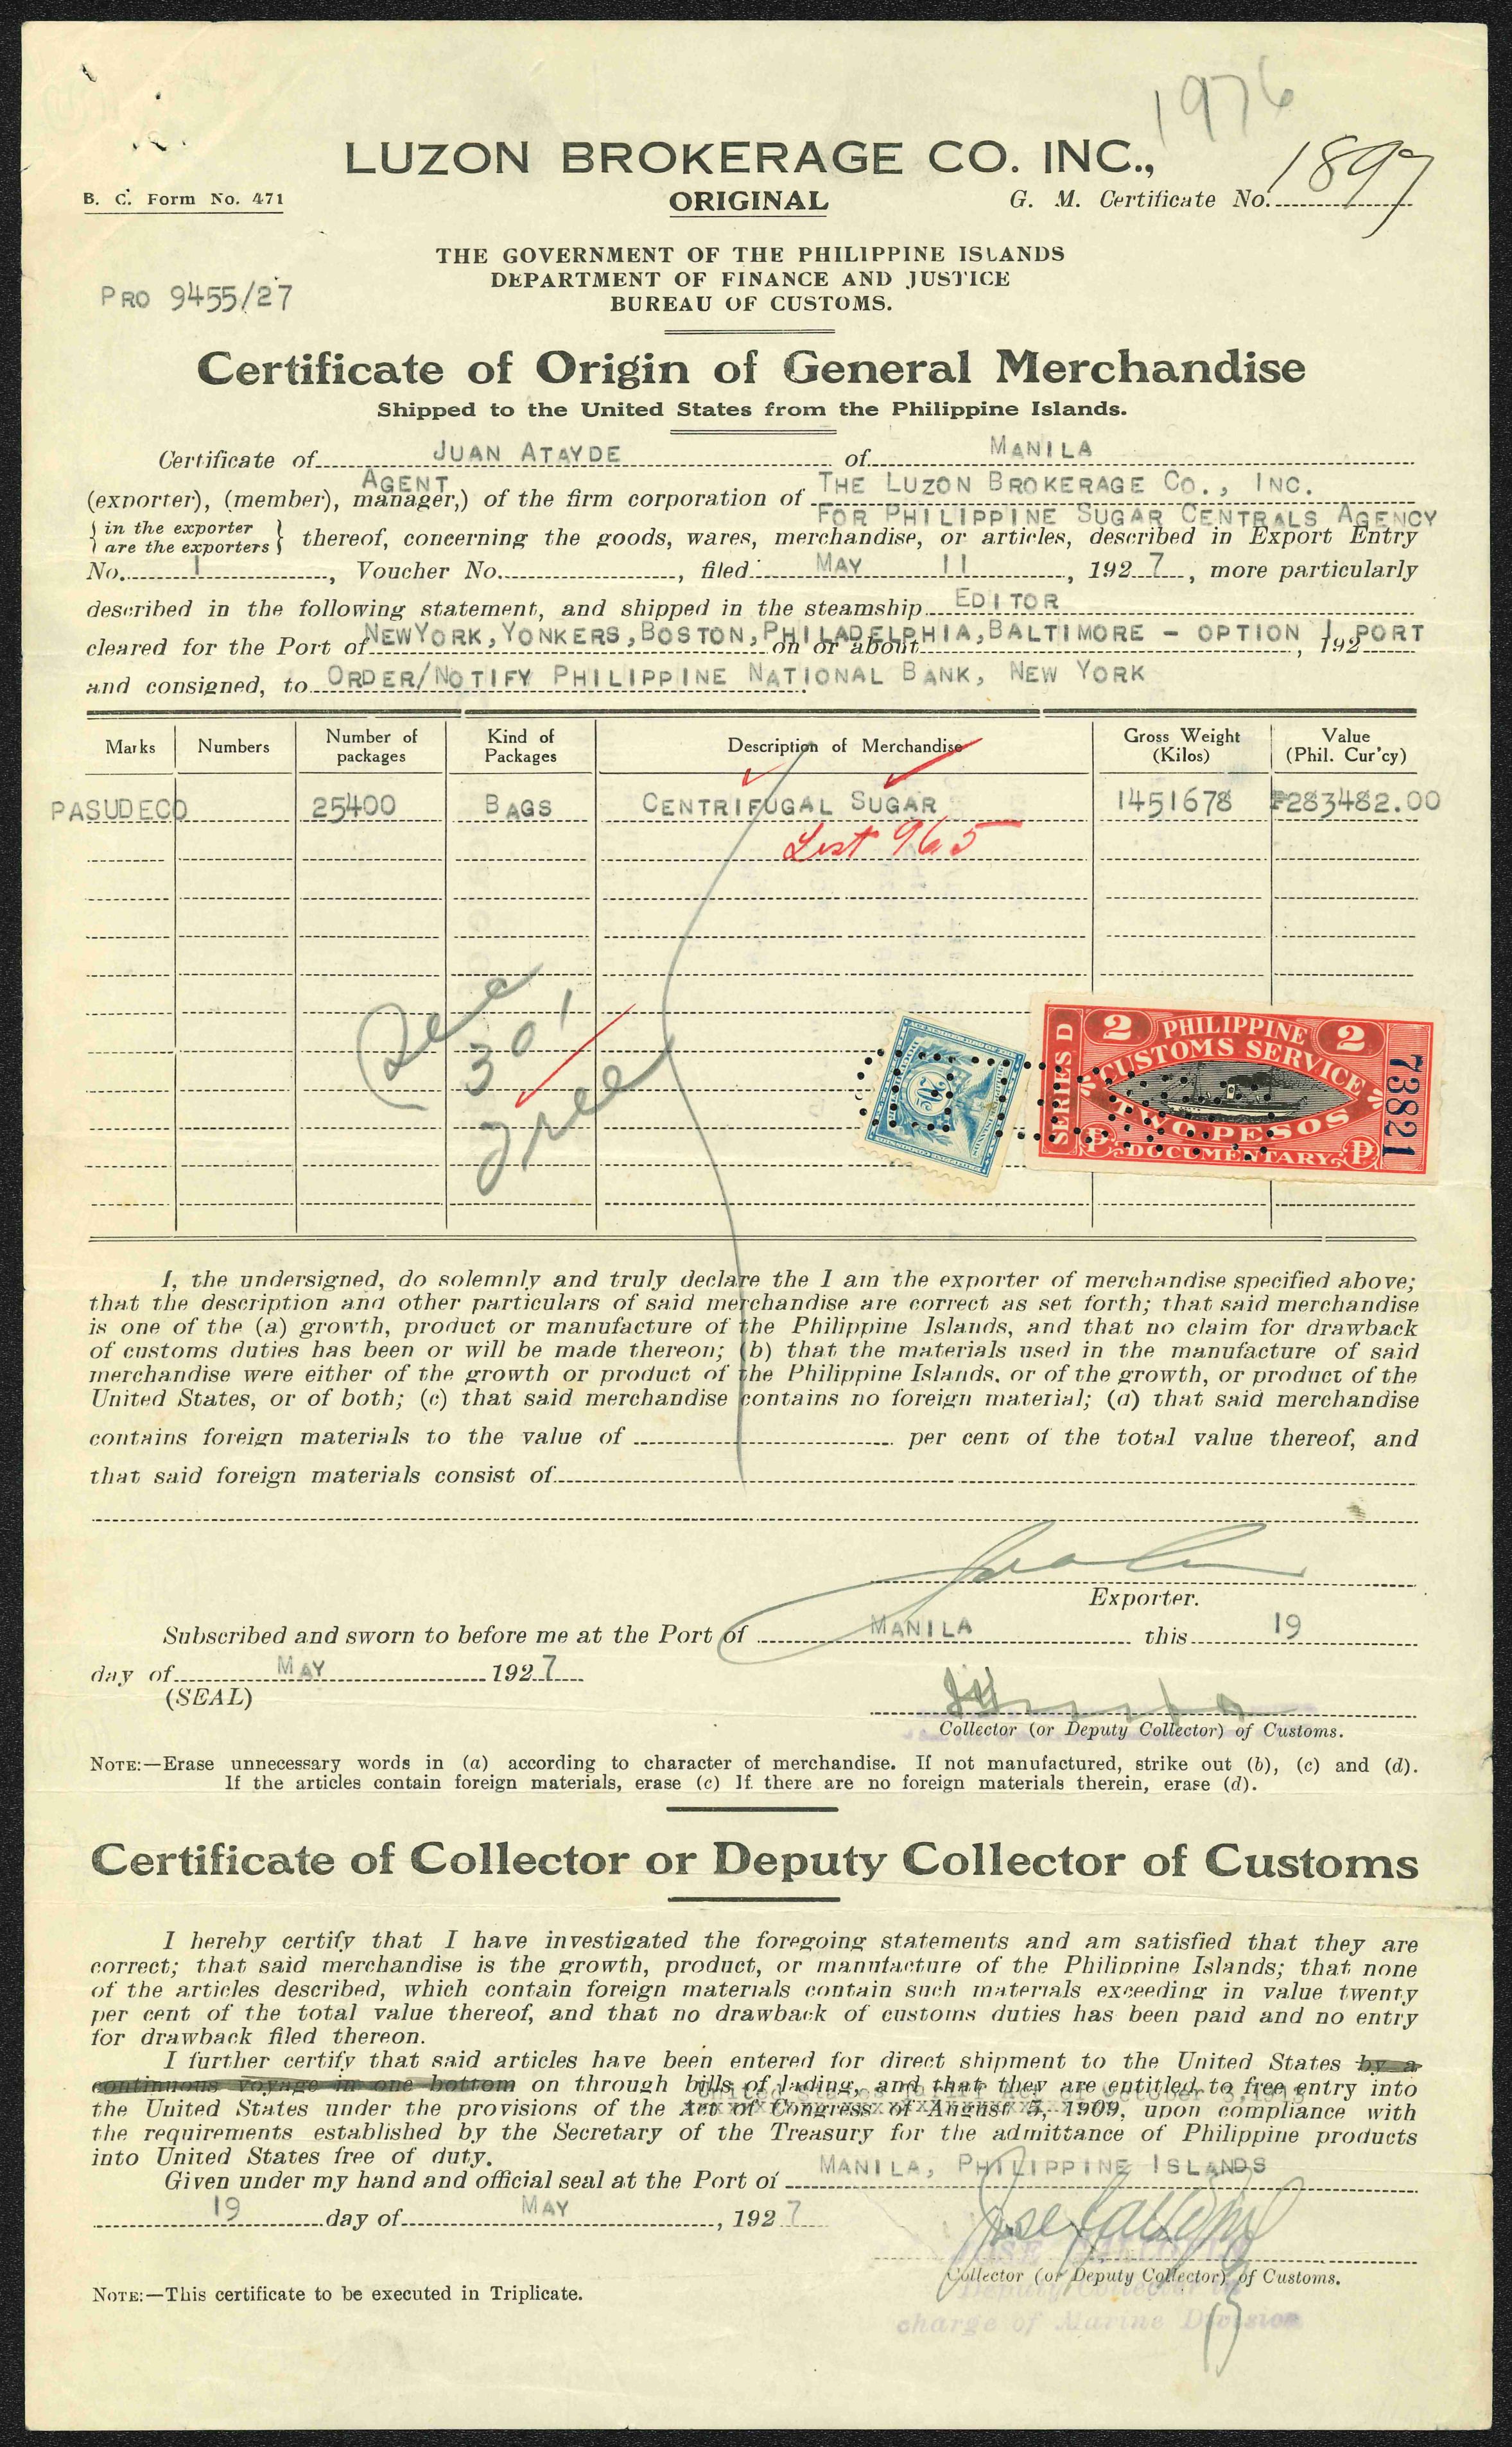 1976
LUZON BROKERAGE CO. INC.,
B. C. Form No. 471
ORIGINAL
G. M. Certificate No. 1897
THE GOVERNMENT OF THE PHILIPPINE ISLANDS
DEPARTMENT OF FINANCE AND JUSTICE
BUREAU OF CUSTOMS.
PRO 9455/27
Certificate of Origin of General Merchandise
Shipped to the United States from the Philippine Islands.
Certificate of JUAN ATAYDE of MANILA
AGENT
(exporter), (member), manager,) of the firm corporation of THE LUZON BROKERAGE CO., INC.
FOR PHILIPPINE SUGAR CENTRALS AGENCY
{in the exporter / are the exporters} thereof, concerning the goods, wares, merchandise, or articles, described in Export Entry
No. 1, Voucher No., filed MAY 11, 1927, more particularly
described in the following statement, and shipped in the steamship EDITOR
cleared for the Port of NEWYORK, YONKERS, BOSTON, PHILADELPHIA, BALTIMORE - OPTION 1 PORT
on or about , 192
and consigned, to ORDER/NOTIFY PHILIPPINE NATIONAL BANK, NEW YORK
Marks Numbers Number of packages Kind of Packages Description of Merchandise Gross Weight (Kilos) Value (Phil. Cur'cy)
PASUDECO 25400 BAGS CENTRIFUGAL SUGAR 1451678 ₱283482.00
List 965
30
Free
SERIES D 2 PHILIPPINE 2
CUSTOMS SERVICE
TWO PESOS
P DOCUMENTARY P
73821
I, the undersigned, do solemnly and truly declare the I am the exporter of merchandise specified above;
that the description and other particulars of said merchandise are correct as set forth; that said merchandise
is one of the (a) growth, product or manufacture of the Philippine Islands, and that no claim for drawback
of customs duties has been or will be made thereon; (b) that the materials used in the manufacture of said
merchandise were either of the growth or product of the Philippine Islands. or of the growth, or product of the
United States, or of both; (c) that said merchandise contains no foreign material; (d) that said merchandise
contains foreign materials to the value of per cent of the total value thereof, and
that said foreign materials consist of
Exporter.
Subscribed and sworn to before me at the Port of MANILA this 19
day of MAY 1927
(SEAL)
Collector (or Deputy Collector) of Customs.
NOTE:—Erase unnecessary words in (a) according to character of merchandise. If not manufactured, strike out (b), (c) and (d).
If the articles contain foreign materials, erase (c) If there are no foreign materials therein, erase (d).
Certificate of Collector or Deputy Collector of Customs
I hereby certify that I have investigated the foregoing statements and am satisfied that they are
correct; that said merchandise is the growth, product, or manufacture of the Philippine Islands; that none
of the articles described, which contain foreign materials contain such materials exceeding in value twenty
per cent of the total value thereof, and that no drawback of customs duties has been paid and no entry
for drawback filed thereon.
I further certify that said articles have been entered for direct shipment to the United States by a
continuous voyage in one bottom on through bills of lading, and that they are entitled to free entry into
United States Tariff Act of October 3, 1913
the United States under the provisions of the Act of Congress of August 5, 1909, upon compliance with
the requirements established by the Secretary of the Treasury for the admittance of Philippine products
into United States free of duty.
Given under my hand and official seal at the Port of MANILA, PHILIPPINE ISLANDS
19 day of MAY, 1927
Collector (or Deputy Collector) of Customs.
Deputy Collector
charge of Marine Division
NOTE:—This certificate to be executed in Triplicate.